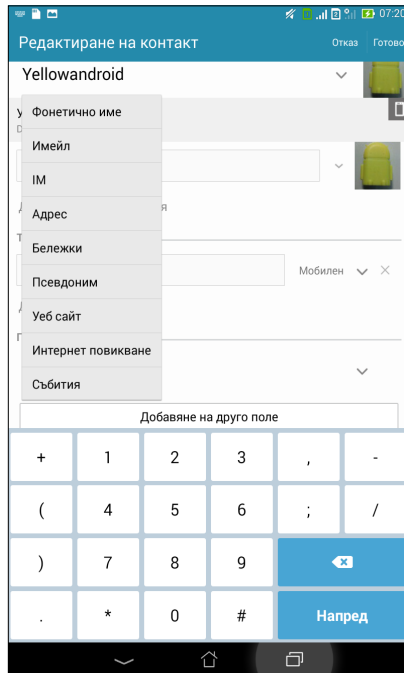 07:20
Редактиране на контакт
Отказ
Готово
Yellowandroid
Фонетично име
Имейл
IM
Адрес
Бележки
Псевдоним
Уеб сайт
Интернет повикване
Събития
Мобилен
Добавяне на друго поле
+ 1 2 3 , -
( 4 5 6 ; /
) 7 8 9
. * 0 # Напред